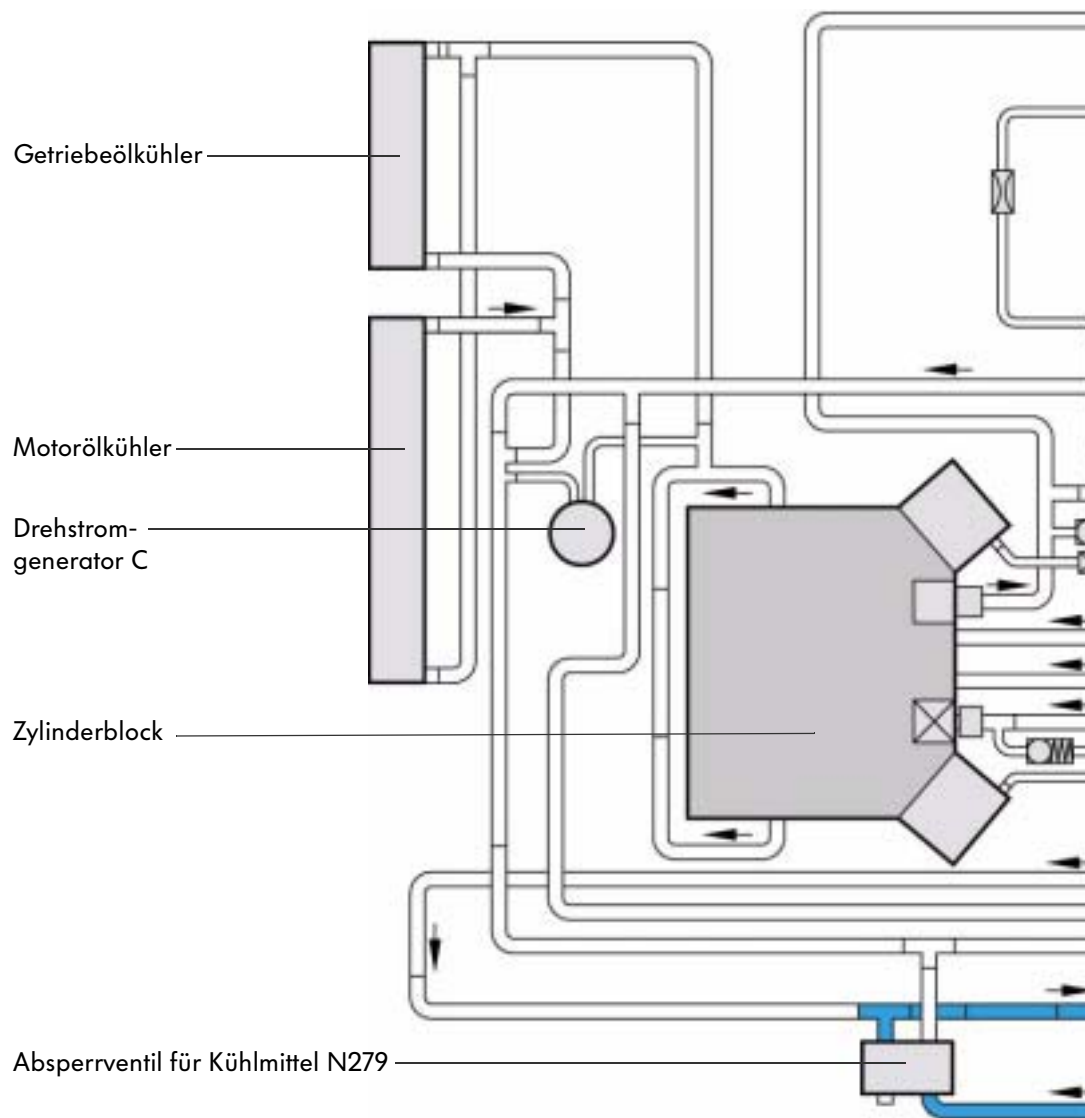 Getriebeölkühler
Motorölkühler
Drehstrom-
generator C
Zylinderblock
Absperrventil für Kühlmittel N279